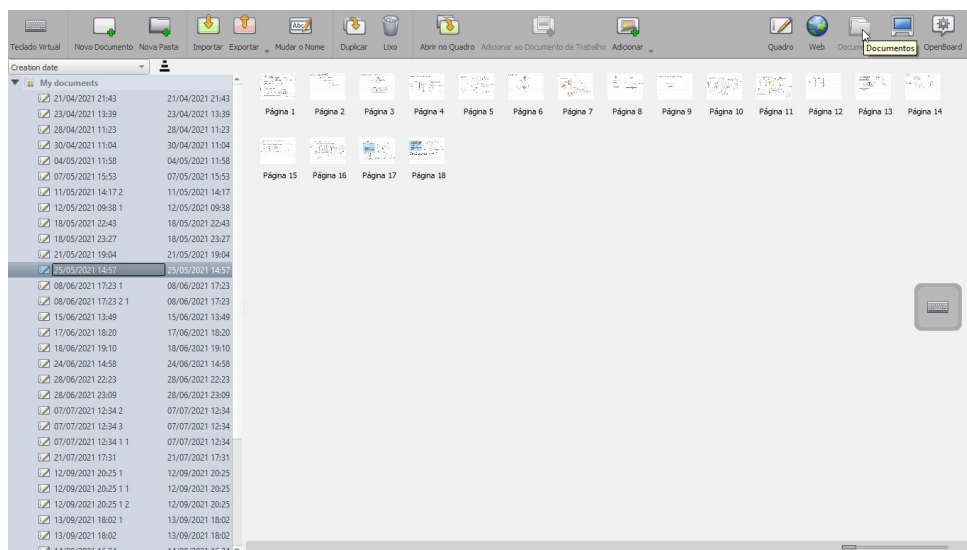 Teclado Virtual Novo Documento Nova Pasta Importar Exportar Mudar o Nome Duplicar Lixo Abrir no Quadro Adicionar ao Documento de Trabalho Adicionar Quadro Web Documentos OpenBoard
Creation date
My documents
21/04/2021 21:43 21/04/2021 21:43
23/04/2021 13:39 23/04/2021 13:39
28/04/2021 11:23 28/04/2021 11:23
30/04/2021 11:04 30/04/2021 11:04
04/05/2021 11:58 04/05/2021 11:58
07/05/2021 15:53 07/05/2021 15:53
11/05/2021 14:17 2 11/05/2021 14:17
12/05/2021 09:38 1 12/05/2021 09:38
18/05/2021 22:43 18/05/2021 22:43
18/05/2021 23:27 18/05/2021 23:27
21/05/2021 19:04 21/05/2021 19:04
25/05/2021 14:57 25/05/2021 14:57
08/06/2021 17:23 1 08/06/2021 17:23
08/06/2021 17:23 2 1 08/06/2021 17:23
15/06/2021 13:49 15/06/2021 13:49
17/06/2021 18:20 17/06/2021 18:20
18/06/2021 19:10 18/06/2021 19:10
24/06/2021 14:58 24/06/2021 14:58
28/06/2021 22:23 28/06/2021 22:23
28/06/2021 23:09 28/06/2021 23:09
07/07/2021 12:34 2 07/07/2021 12:34
07/07/2021 12:34 3 07/07/2021 12:34
07/07/2021 12:34 1 1 07/07/2021 12:34
21/07/2021 17:31 21/07/2021 17:31
12/09/2021 20:25 1 12/09/2021 20:25
12/09/2021 20:25 1 1 12/09/2021 20:25
12/09/2021 20:25 1 2 12/09/2021 20:25
13/09/2021 18:02 1 13/09/2021 18:02
13/09/2021 18:02 13/09/2021 18:02
Página 1 Página 2 Página 3 Página 4 Página 5 Página 6 Página 7 Página 8 Página 9 Página 10 Página 11 Página 12 Página 13 Página 14
Página 15 Página 16 Página 17 Página 18